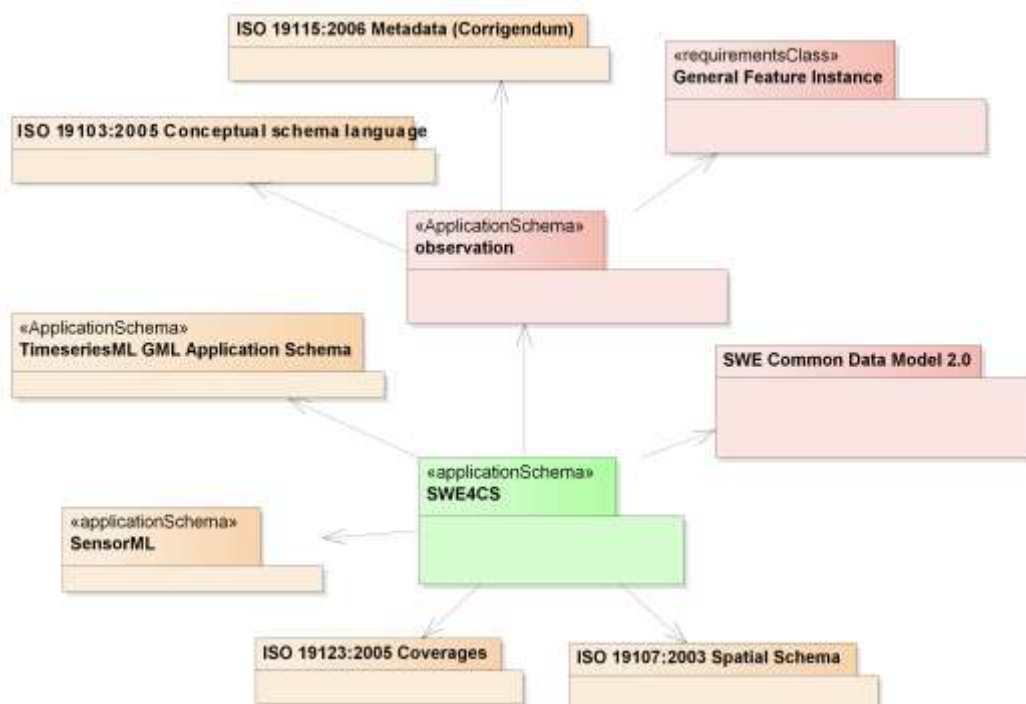 ISO 19115:2006 Metadata (Corrigendum)
«requirementsClass»
General Feature Instance
ISO 19103:2005 Conceptual schema language
«ApplicationSchema»
observation
«ApplicationSchema»
TimeseriesML GML Application Schema
SWE Common Data Model 2.0
«applicationSchema»
SWE4CS
«applicationSchema»
SensorML
ISO 19123:2005 Coverages
ISO 19107:2003 Spatial Schema